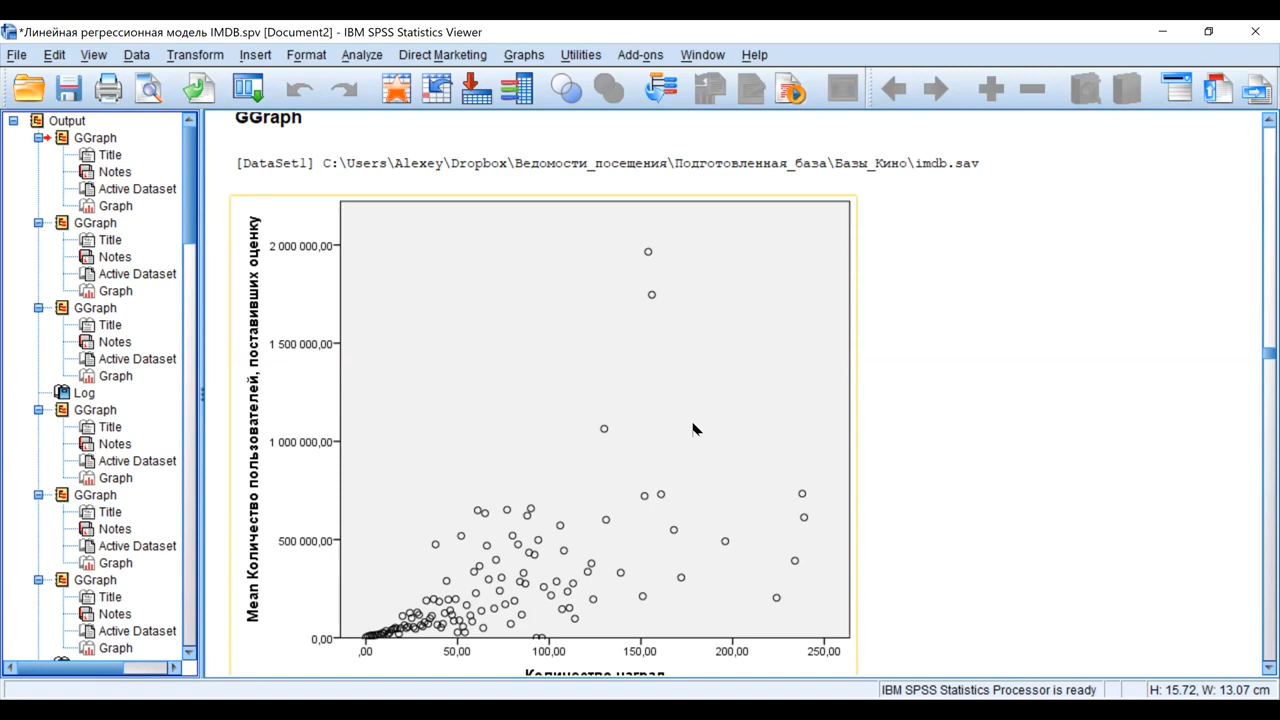 *Линейная регрессионная модель IMDB.spv [Document2] - IBM SPSS Statistics Viewer
File Edit View Data Transform Insert Format Analyze Direct Marketing Graphs Utilities Add-ons Window Help
Output
GGraph
Title
Notes
Active Dataset
Graph
GGraph
Title
Notes
Active Dataset
Graph
GGraph
Title
Notes
Active Dataset
Graph
Log
GGraph
Title
Notes
Active Dataset
Graph
GGraph
Title
Notes
Active Dataset
Graph
GGraph
Title
Notes
Active Dataset
Graph
GGraph
[DataSet1] C:\Users\Alexey\Dropbox\Ведомости_посещения\Подготовленная_база\Базы_Кино\imdb.sav
Mean Количество пользователей, поставивших оценку
2 000 000,00
1 500 000,00
1 000 000,00
500 000,00
0,00
,00 50,00 100,00 150,00 200,00 250,00
Количество наград
IBM SPSS Statistics Processor is ready
H: 15.72, W: 13.07 cm